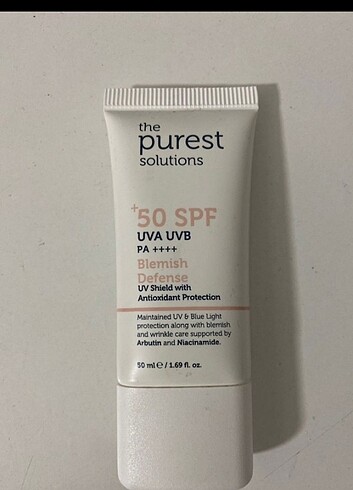 the
purest
solutions
+50 SPF
UVA UVB
PA ++++
Blemish
Defense
UV Shield with
Antioxidant Protection
Maintained UV & Blue Light
protection along with blemish
and wrinkle care supported by
Arbutin and Niacinamide.
50 ml ℮ / 1.69 fl. oz.